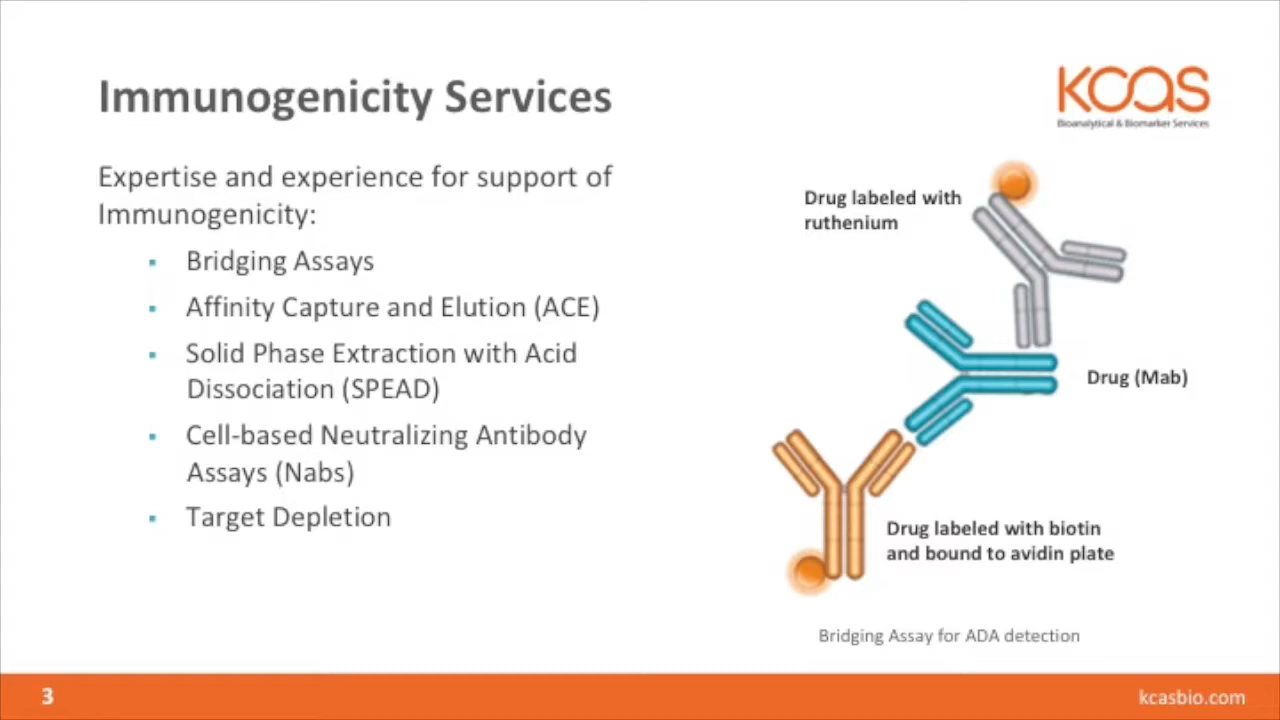 Immunogenicity Services
KCAS
Bioanalytical & Biomarker Services
Expertise and experience for support of
Immunogenicity:
▪ Bridging Assays
▪ Affinity Capture and Elution (ACE)
▪ Solid Phase Extraction with Acid
Dissociation (SPEAD)
▪ Cell-based Neutralizing Antibody
Assays (Nabs)
▪ Target Depletion
Drug labeled with
ruthenium
Drug (Mab)
Drug labeled with biotin
and bound to avidin plate
Bridging Assay for ADA detection
3
kcasbio.com